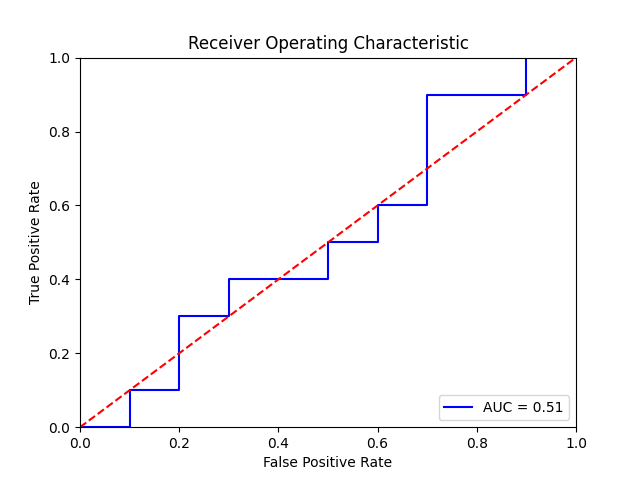 Receiver Operating Characteristic
1.0
0.8
0.6
0.4
0.2
0.0
True Positive Rate
AUC = 0.51
0.0 0.2 0.4 0.6 0.8 1.0
False Positive Rate